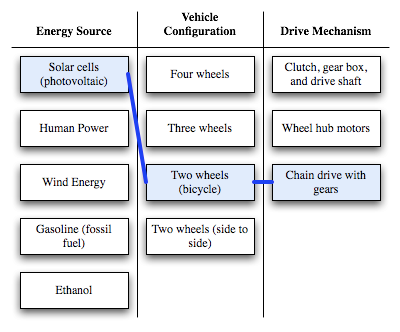 Energy Source
Vehicle
Configuration
Drive Mechanism
Solar cells
(photovoltaic)
Four wheels
Clutch, gear box,
and drive shaft
Human Power
Three wheels
Wheel hub motors
Wind Energy
Two wheels
(bicycle)
Chain drive with
gears
Gasoline (fossil
fuel)
Two wheels (side to
side)
Ethanol